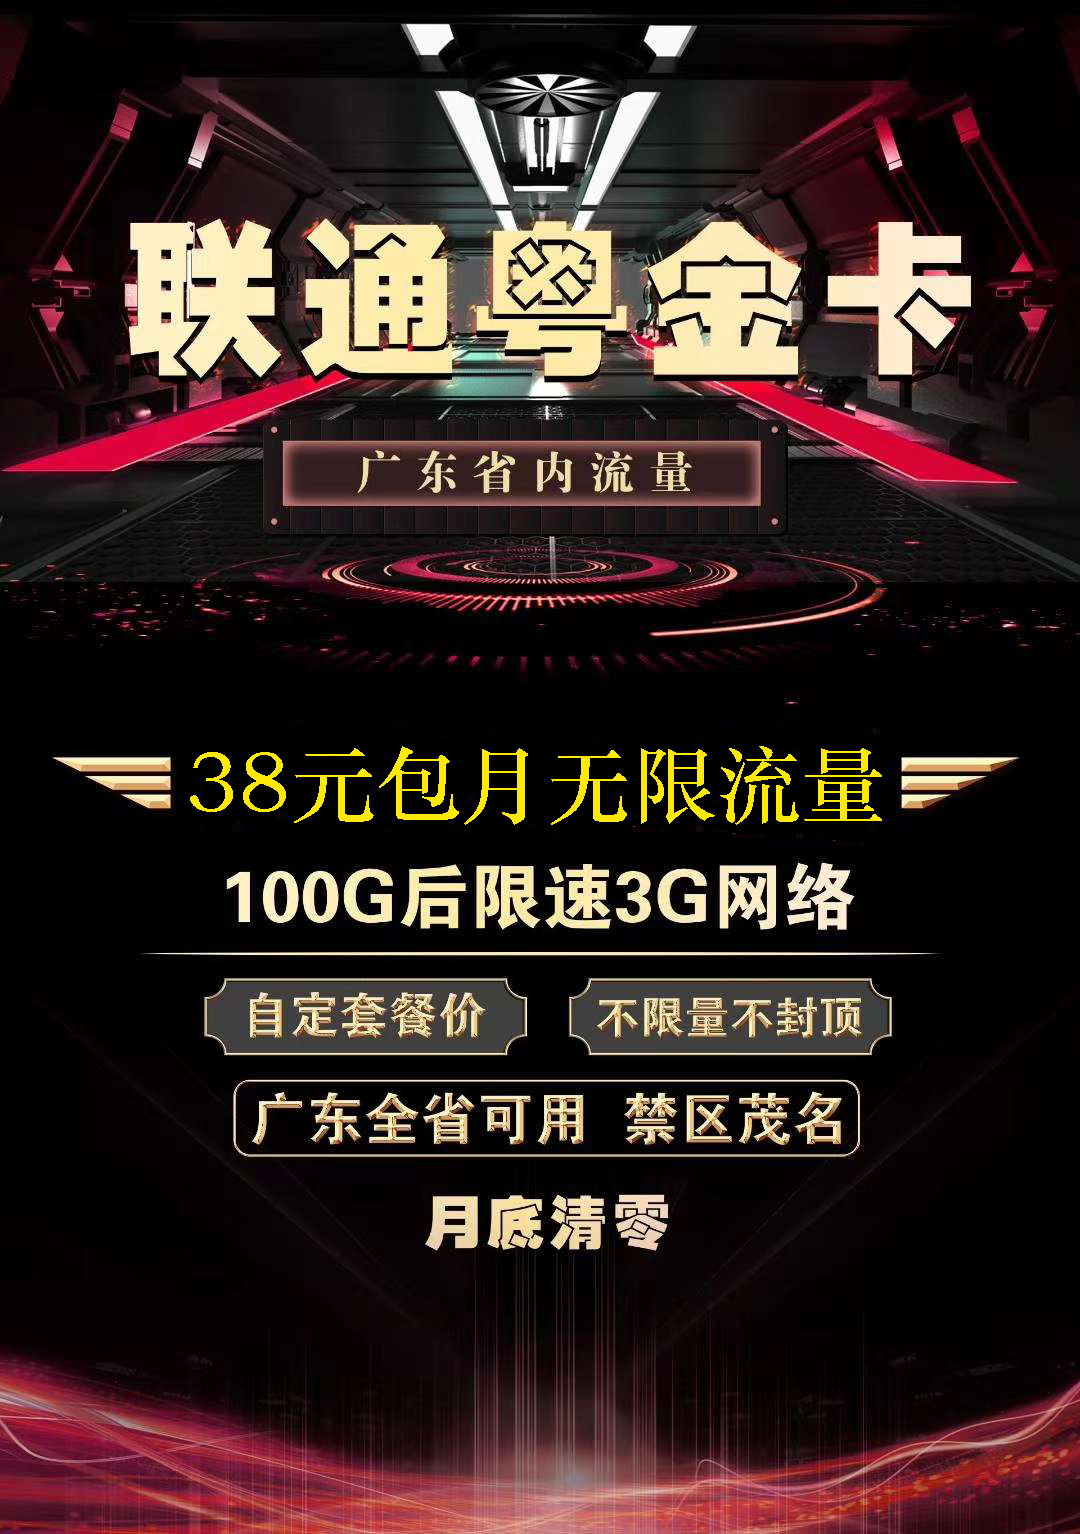 联通粤金卡
广东省内流量
38元包月无限流量
100G后限速3G网络
自定套餐价 不限量不封顶
广东全省可用 禁区茂名
月底清零